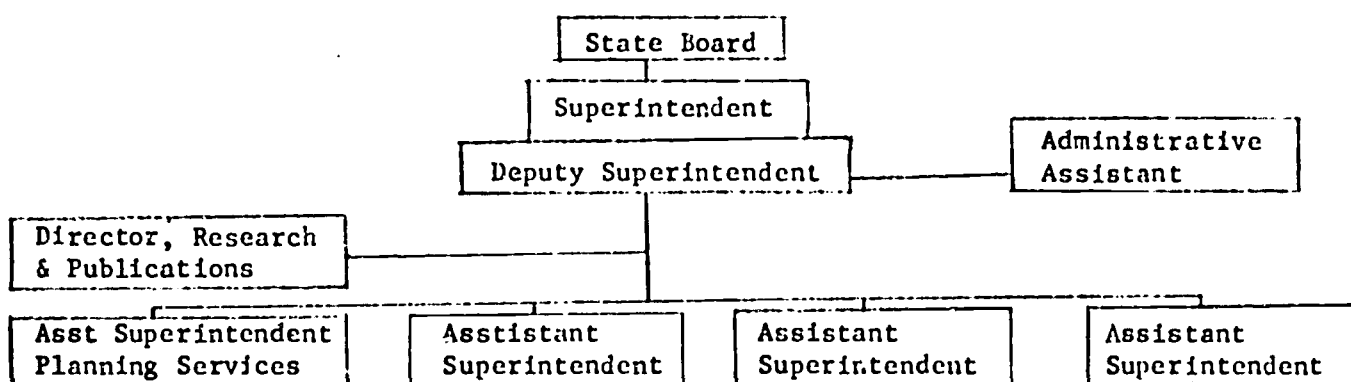 State Board
Superintendent
Deputy Superintendent
Administrative
Assistant
Director, Research
& Publications
Asst Superintendent
Planning Services
Asstistant
Superintendent
Assistant
Superintendent
Assistant
Superintendent